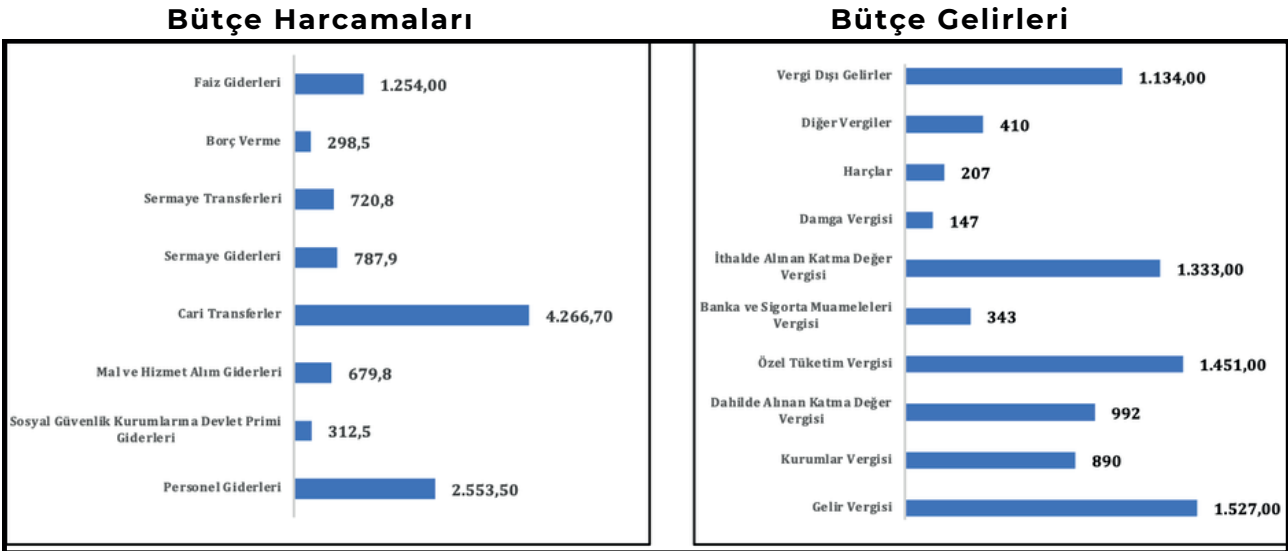 Bütçe Harcamaları
Faiz Giderleri
1.254,00
Borç Verme
298,5
Sermaye Transferleri
720,8
Sermaye Giderleri
787,9
Cari Transferler
4.266,70
Mal ve Hizmet Alım Giderleri
679,8
Sosyal Güvenlik Kurumlarına Devlet Primi
Giderleri
312,5
Personel Giderleri
2.553,50
Bütçe Gelirleri
Vergi Dışı Gelirler
1.134,00
Diğer Vergiler
410
Harçlar
207
Damga Vergisi
147
İthalde Alınan Katma Değer
Vergisi
1.333,00
Banka ve Sigorta Muameleleri
Vergisi
343
Özel Tüketim Vergisi
1.451,00
Dahilde Alınan Katma Değer
Vergisi
992
Kurumlar Vergisi
890
Gelir Vergisi
1.527,00